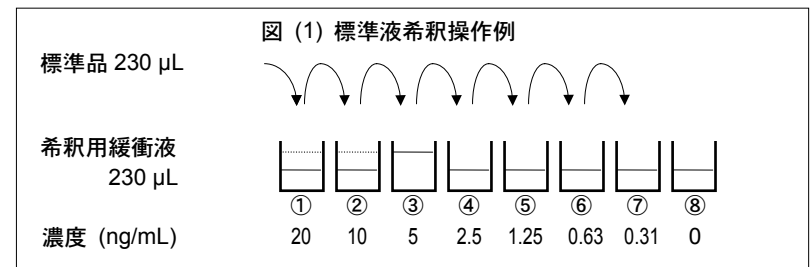 図 (1) 標準液希釈操作例
標準品 230 µL
希釈用緩衝液
230 µL
① ② ③ ④ ⑤ ⑥ ⑦ ⑧
濃度 (ng/mL) 20 10 5 2.5 1.25 0.63 0.31 0